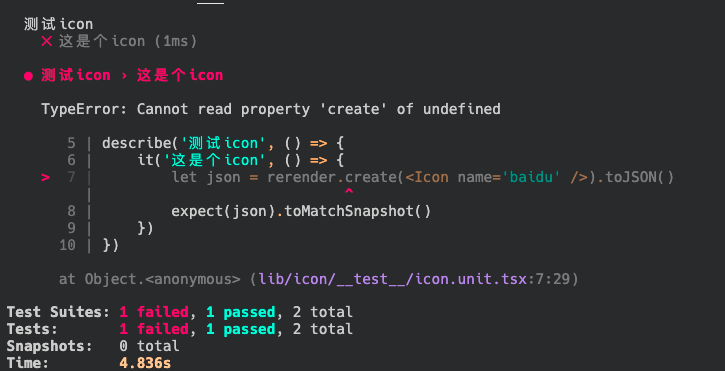 测试icon
✕ 这是个icon (1ms)
● 测试icon › 这是个icon
TypeError: Cannot read property 'create' of undefined
5 | describe('测试icon', () => {
6 | it('这是个icon', () => {
> 7 | let json = rerender.create(<Icon name='baidu' />).toJSON()
| ^
8 | expect(json).toMatchSnapshot()
9 | })
10 | })
at Object.<anonymous> (lib/icon/__test__/icon.unit.tsx:7:29)
Test Suites: 1 failed, 1 passed, 2 total
Tests: 1 failed, 1 passed, 2 total
Snapshots: 0 total
Time: 4.836s